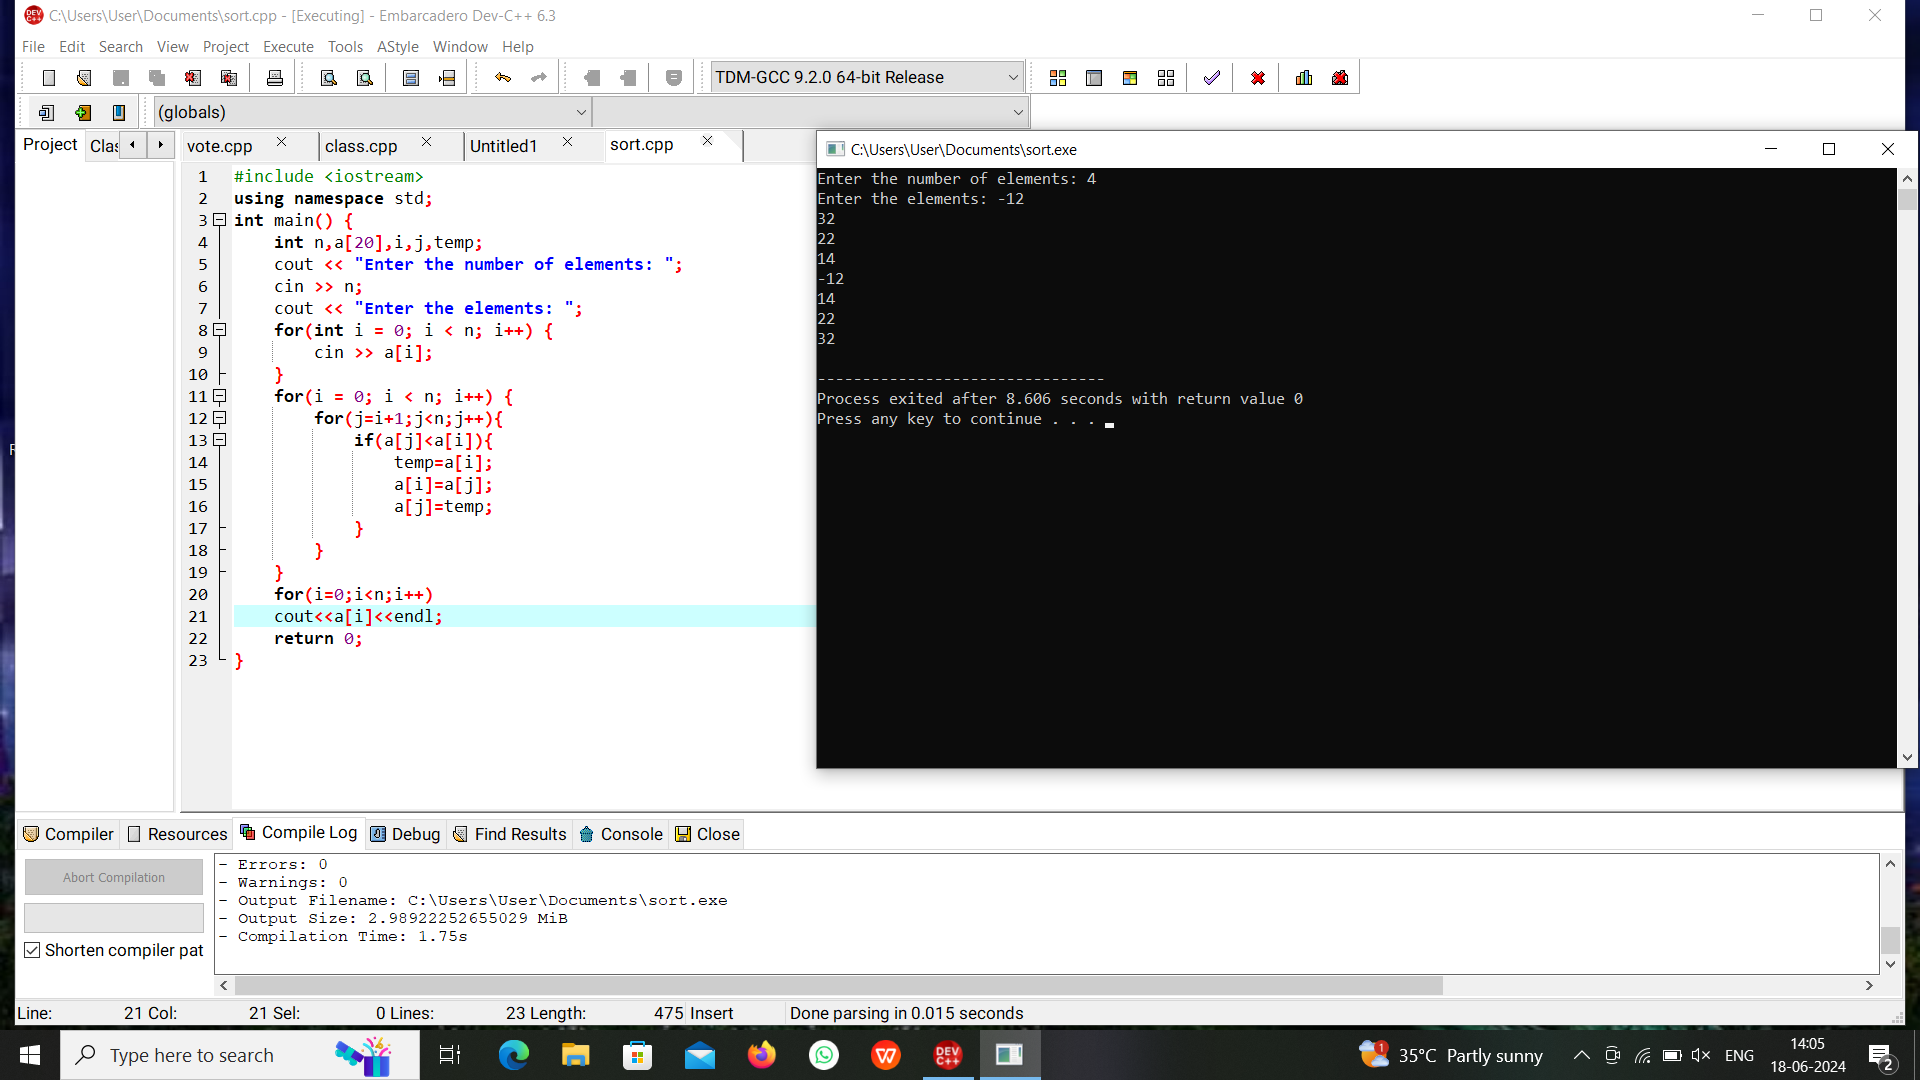 C:\Users\User\Documents\sort.cpp - [Executing] - Embarcadero Dev-C++ 6.3
File Edit Search View Project Execute Tools AStyle Window Help
TDM-GCC 9.2.0 64-bit Release
(globals)
Project Clas vote.cpp class.cpp Untitled1 sort.cpp
1 #include <iostream>
2 using namespace std;
3 int main() {
4 int n,a[20],i,j,temp;
5 cout << "Enter the number of elements: ";
6 cin >> n;
7 cout << "Enter the elements: ";
8 for(int i = 0; i < n; i++) {
9 cin >> a[i];
10 }
11 for(i = 0; i < n; i++) {
12 for(j=i+1;j<n;j++){
13 if(a[j]<a[i]){
14 temp=a[i];
15 a[i]=a[j];
16 a[j]=temp;
17 }
18 }
19 }
20 for(i=0;i<n;i++)
21 cout<<a[i]<<endl;
22 return 0;
23 }
C:\Users\User\Documents\sort.exe
Enter the number of elements: 4
Enter the elements: -12
32
22
14
-12
14
22
32
--------------------------------
Process exited after 8.606 seconds with return value 0
Press any key to continue . . .
Compiler Resources Compile Log Debug Find Results Console Close
Abort Compilation
Shorten compiler pat
- Errors: 0
- Warnings: 0
- Output Filename: C:\Users\User\Documents\sort.exe
- Output Size: 2.98922252655029 MiB
- Compilation Time: 1.75s
Line: 21 Col: 21 Sel: 0 Lines: 23 Length: 475 Insert Done parsing in 0.015 seconds
Type here to search
DEV C++
1
35°C Partly sunny
ENG
14:05
18-06-2024
2